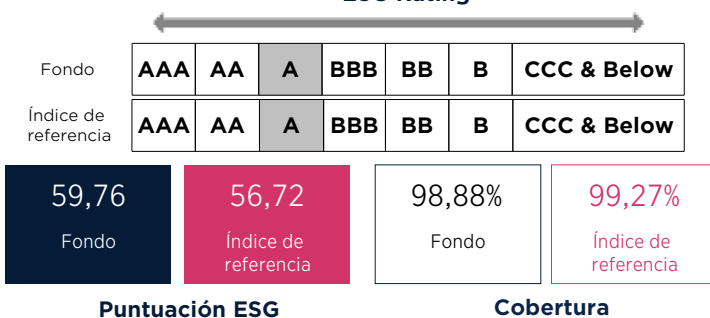 ESG Rating
Fondo AAA AA A BBB BB B CCC & Below
Índice de referencia AAA AA A BBB BB B CCC & Below
59,76 56,72 98,88% 99,27%
Fondo Índice de referencia Fondo Índice de referencia
Puntuación ESG Cobertura